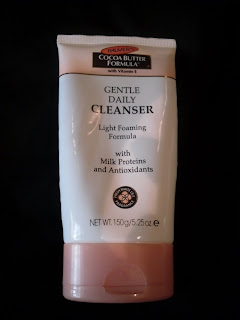 PALMER'S
COCOA BUTTER
FORMULA
with Vitamin E
GENTLE
DAILY
CLEANSER
Light Foaming
Formula
with
Milk Proteins
and Antioxidants
NET WT. 150g/5.25oz. e